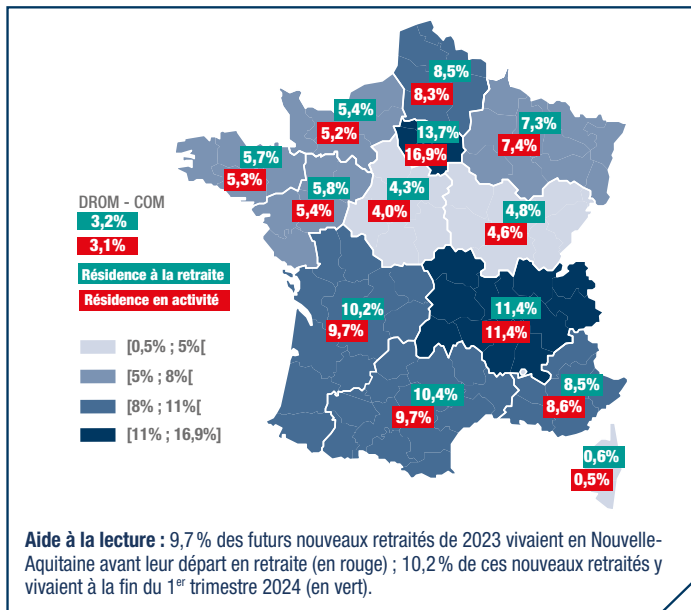 8,5%
8,3%
5,4%
5,2%
13,7%
16,9%
7,3%
7,4%
5,7%
5,3%
5,8%
5,4%
4,3%
4,0%
4,8%
4,6%
DROM - COM
3,2%
3,1%
Résidence à la retraite
Résidence en activité
10,2%
9,7%
11,4%
11,4%
[0,5% ; 5%[
[5% ; 8%[
[8% ; 11%[
[11% ; 16,9%]
10,4%
9,7%
8,5%
8,6%
0,6%
0,5%
Aide à la lecture : 9,7 % des futurs nouveaux retraités de 2023 vivaient en Nouvelle-
Aquitaine avant leur départ en retraite (en rouge) ; 10,2 % de ces nouveaux retraités y
vivaient à la fin du 1er trimestre 2024 (en vert).